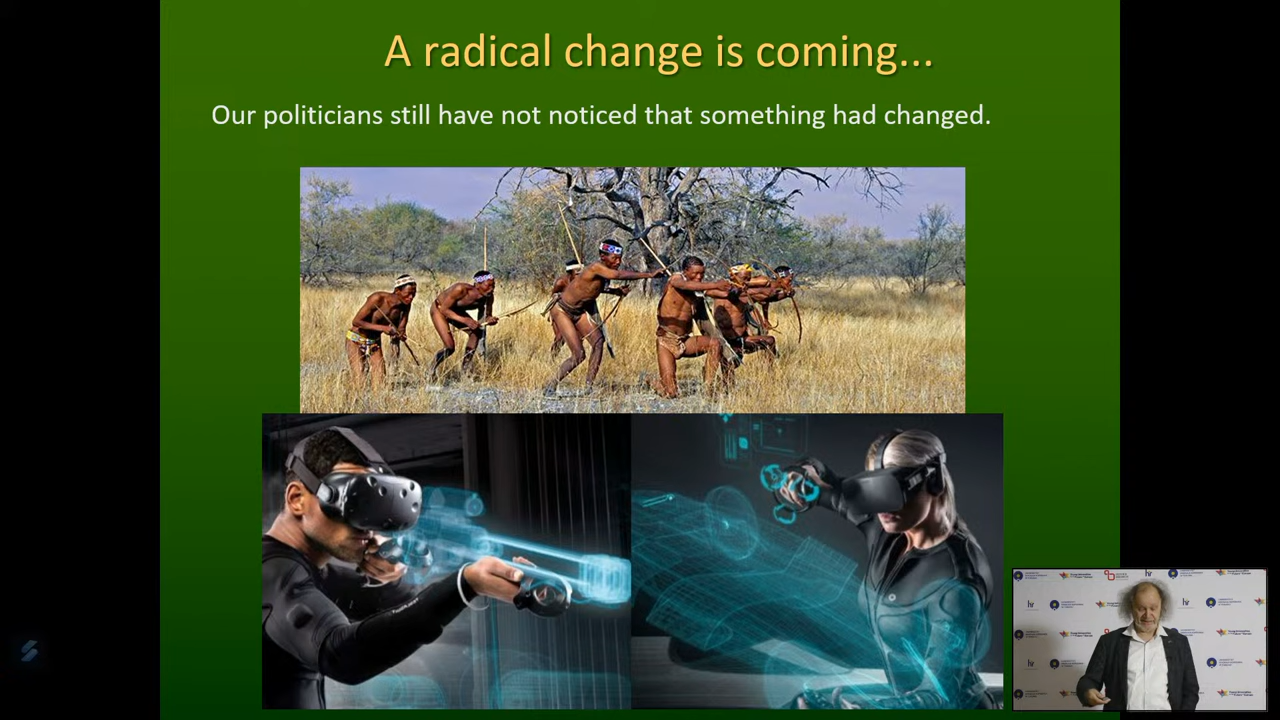 A radical change is coming...
Our politicians still have not noticed that something had changed.